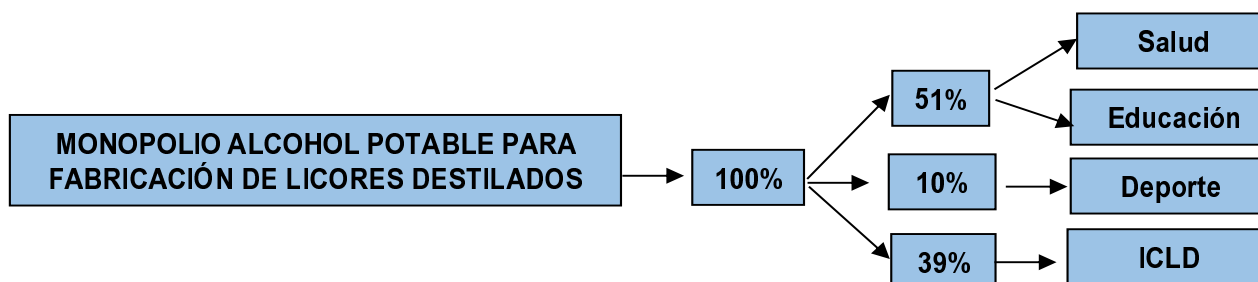 MONOPOLIO ALCOHOL POTABLE PARA
FABRICACIÓN DE LICORES DESTILADOS
100%
51%
Salud
Educación
10%
Deporte
39%
ICLD